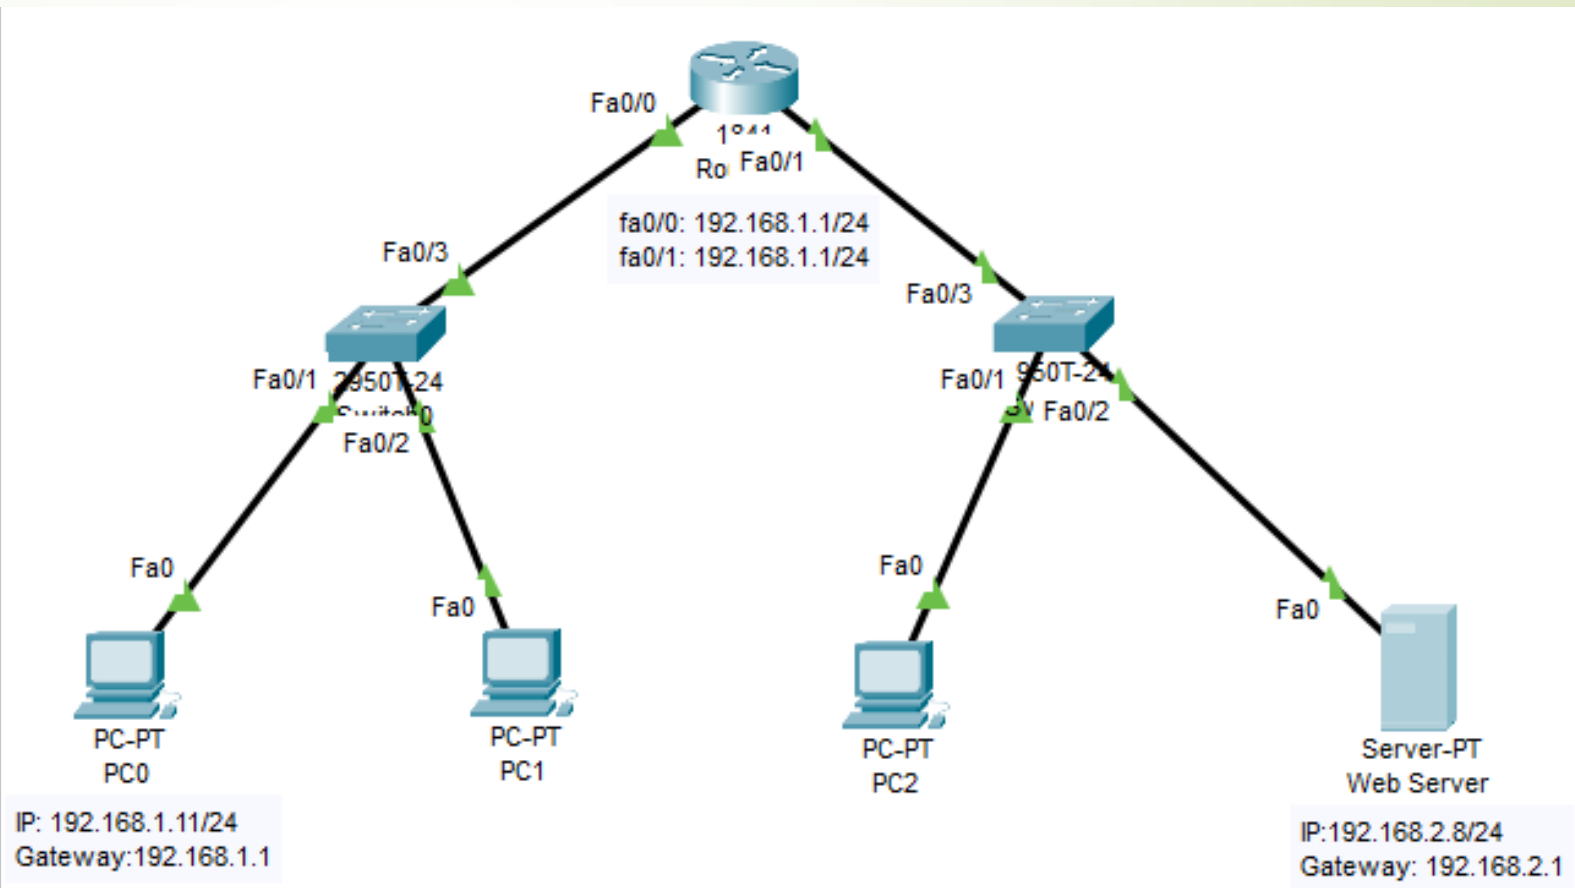 Fa0/0
Fa0/1
fa0/0: 192.168.1.1/24
fa0/1: 192.168.1.1/24
Fa0/3
Fa0/3
Fa0/1
Fa0/2
Fa0/1
Fa0/2
Fa0
Fa0
Fa0
Fa0
PC-PT
PC0
IP: 192.168.1.11/24
Gateway:192.168.1.1
PC-PT
PC1
PC-PT
PC2
Server-PT
Web Server
IP:192.168.2.8/24
Gateway: 192.168.2.1